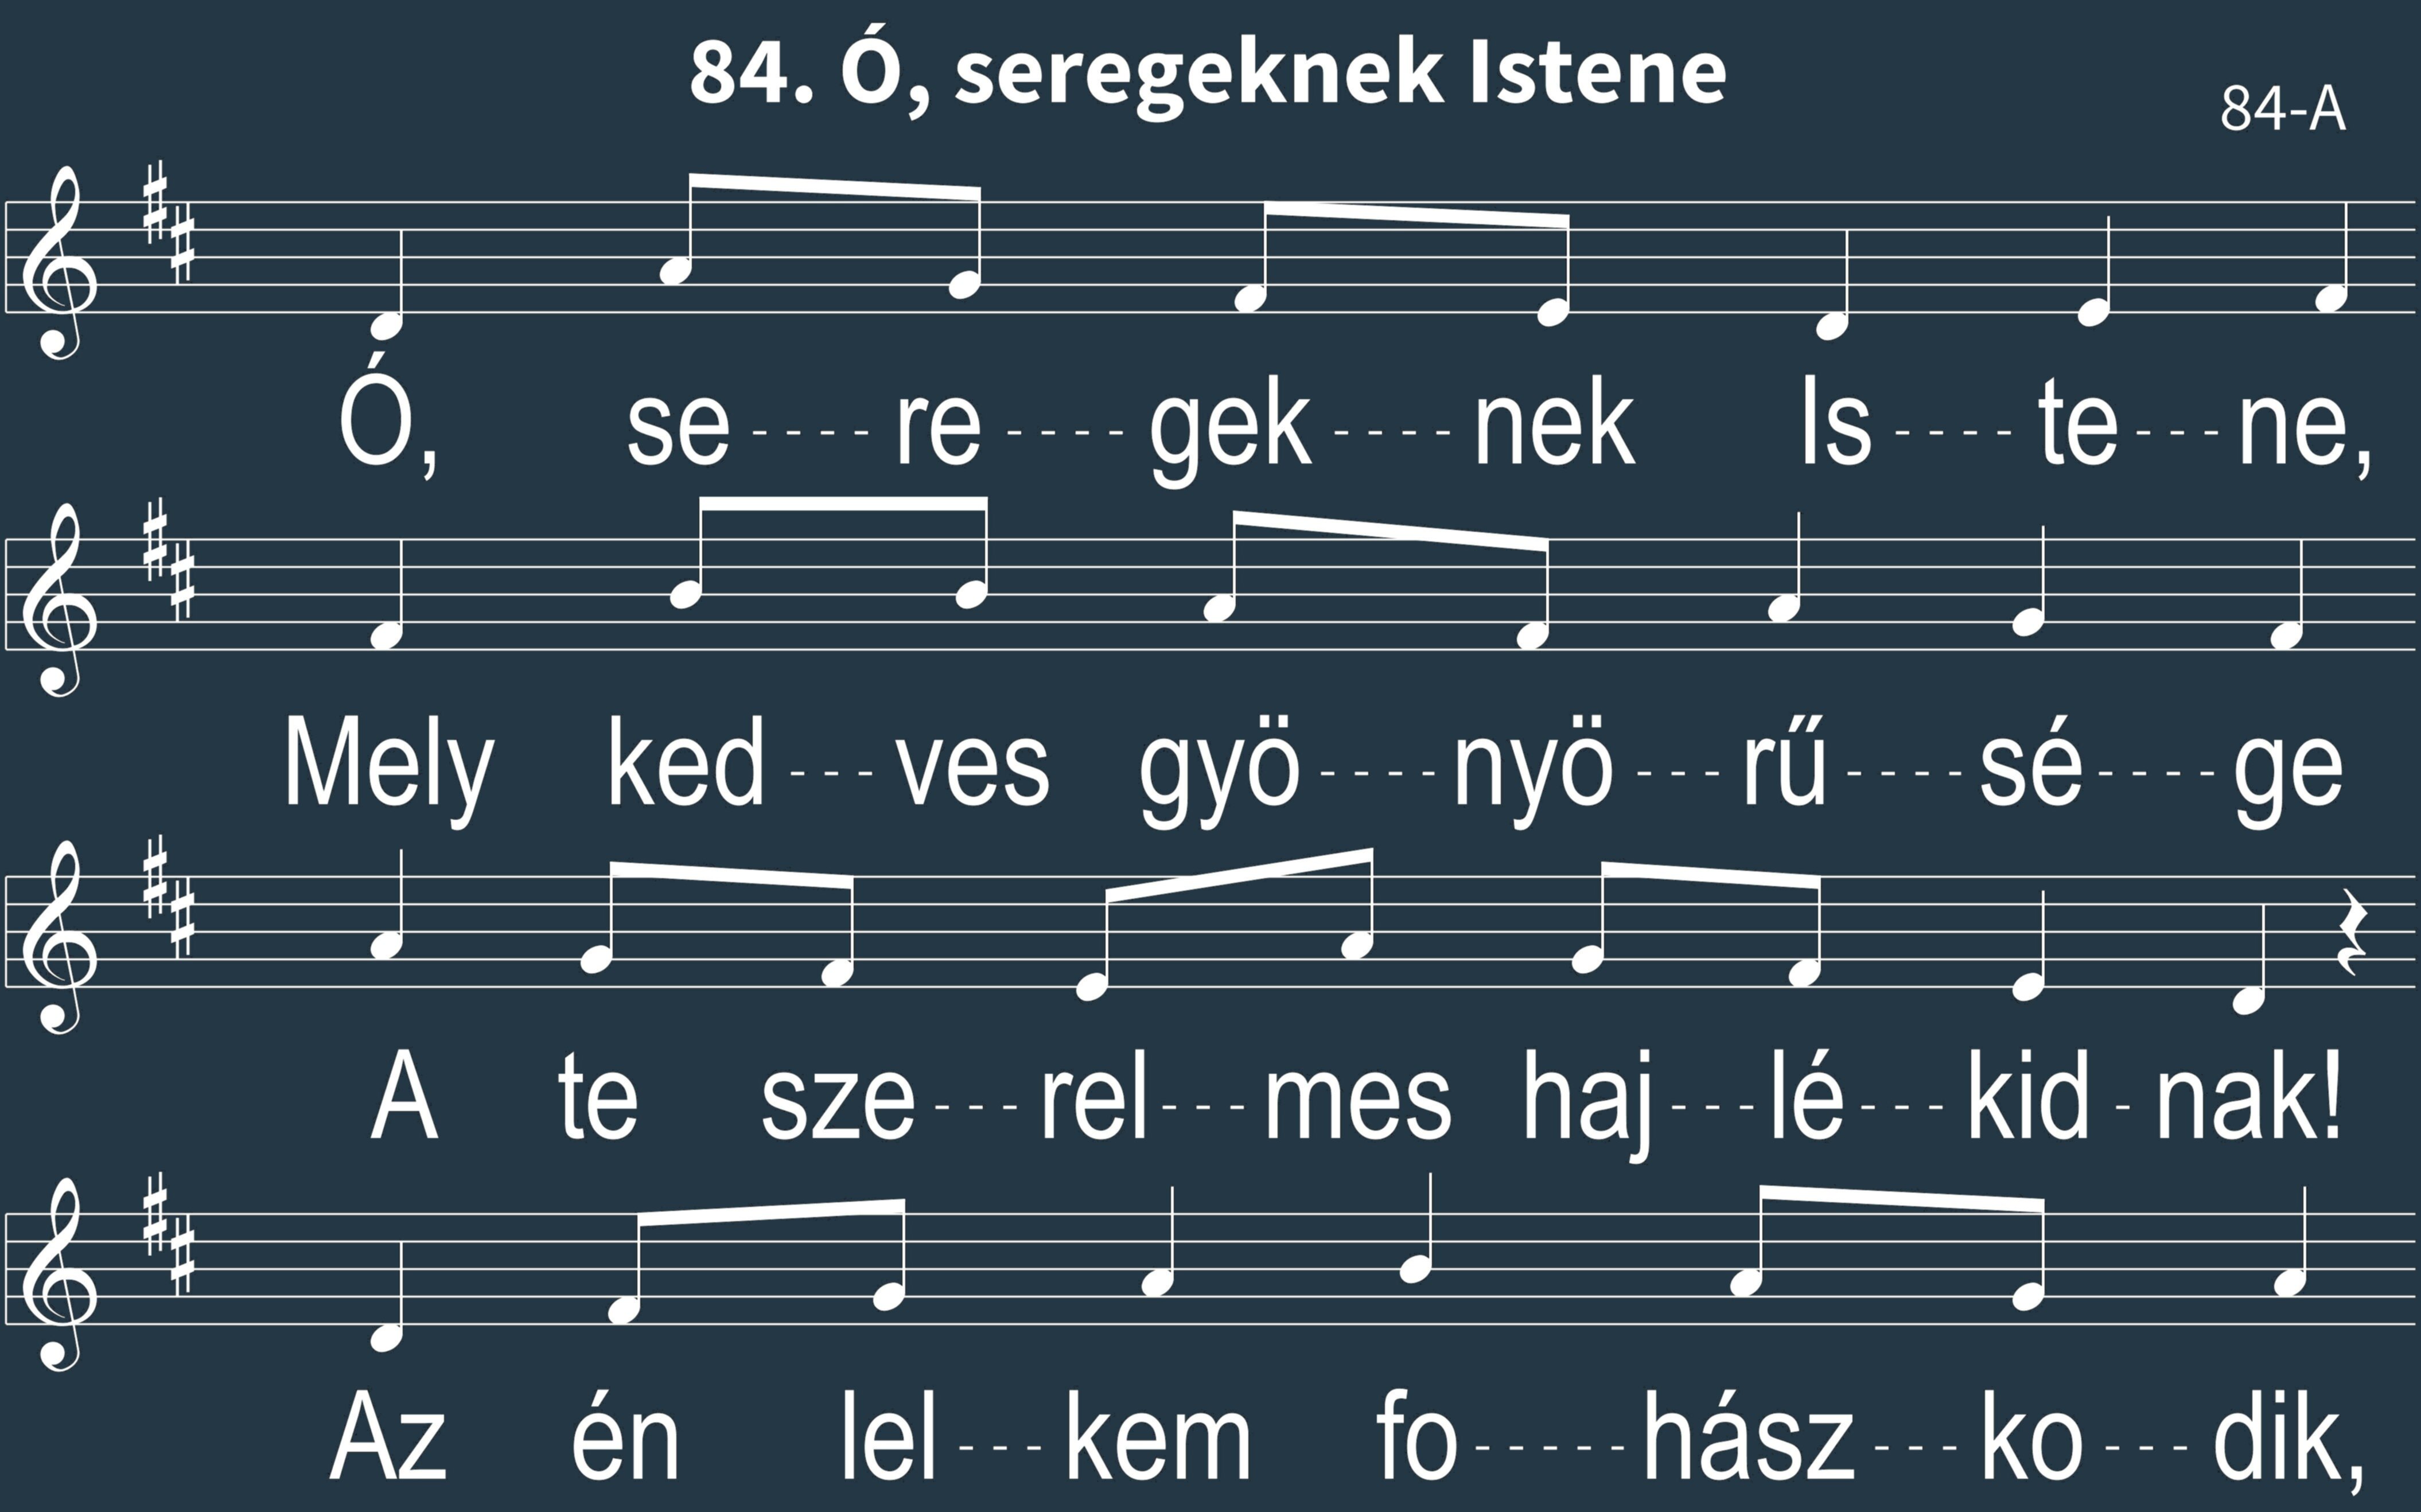 84. Ó, seregeknek Istene
84-A
Ó, se----re----gek----nek Is----te---ne,
Mely ked---ves gyö----nyö---rű----sé----ge
A te sze---rel---mes haj---lé---kid-nak!
Az én lel---kem fo-----hász---ko---dik,